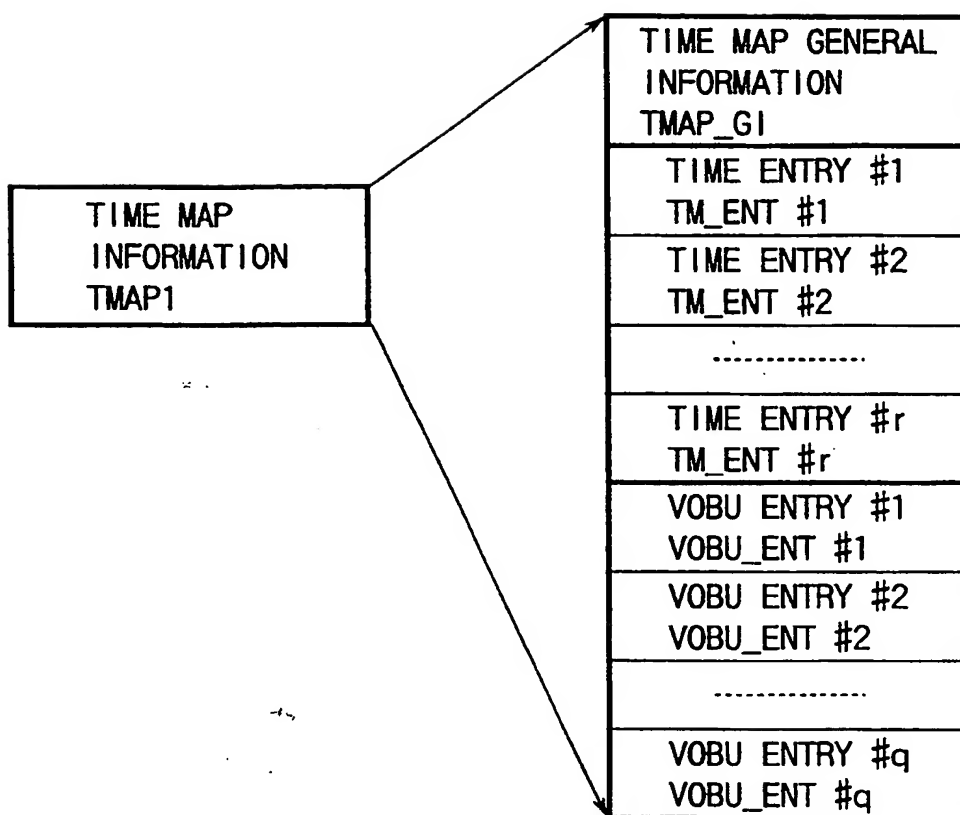 TIME MAP
INFORMATION
TMAP1
TIME MAP GENERAL
INFORMATION
TMAP_GI
TIME ENTRY #1
TM_ENT #1
TIME ENTRY #2
TM_ENT #2
---------------
TIME ENTRY #r
TM_ENT #r
VOBU ENTRY #1
VOBU_ENT #1
VOBU ENTRY #2
VOBU_ENT #2
---------------
VOBU ENTRY #q
VOBU_ENT #q